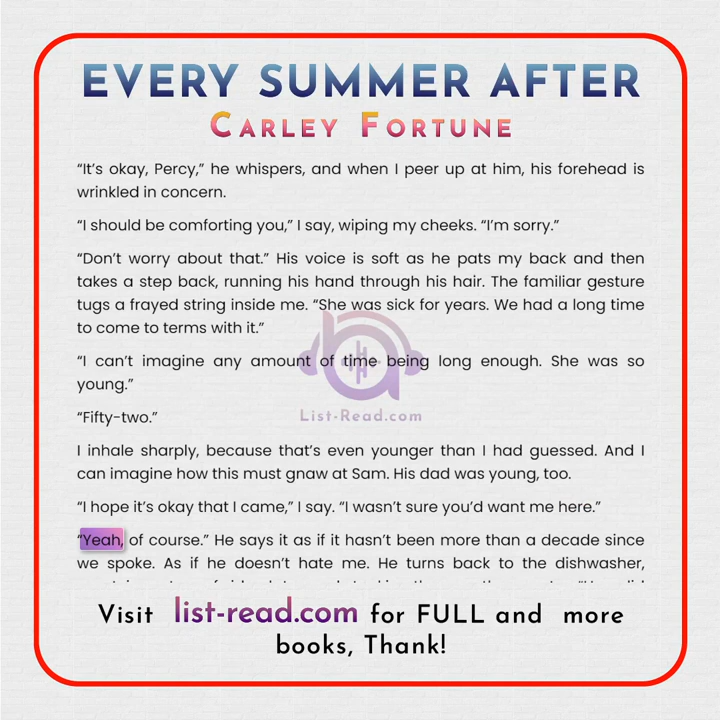 EVERY SUMMER AFTER
CARLEY FORTUNE
“It’s okay, Percy,” he whispers, and when I peer up at him, his forehead is
wrinkled in concern.
“I should be comforting you,” I say, wiping my cheeks. “I’m sorry.”
“Don’t worry about that.” His voice is soft as he pats my back and then
takes a step back, running his hand through his hair. The familiar gesture
tugs a frayed string inside me. “She was sick for years. We had a long time
to come to terms with it.”
“I can’t imagine any amount of time being long enough. She was so
young.”
“Fifty-two.”
List-Read.com
I inhale sharply, because that’s even younger than I had guessed. And I
can imagine how this must gnaw at Sam. His dad was young, too.
“I hope it’s okay that I came,” I say. “I wasn’t sure you’d want me here.”
“Yeah, of course.” He says it as if it hasn’t been more than a decade since
we spoke. As if he doesn’t hate me. He turns back to the dishwasher,
Visit list-read.com for FULL and more
books, Thank!